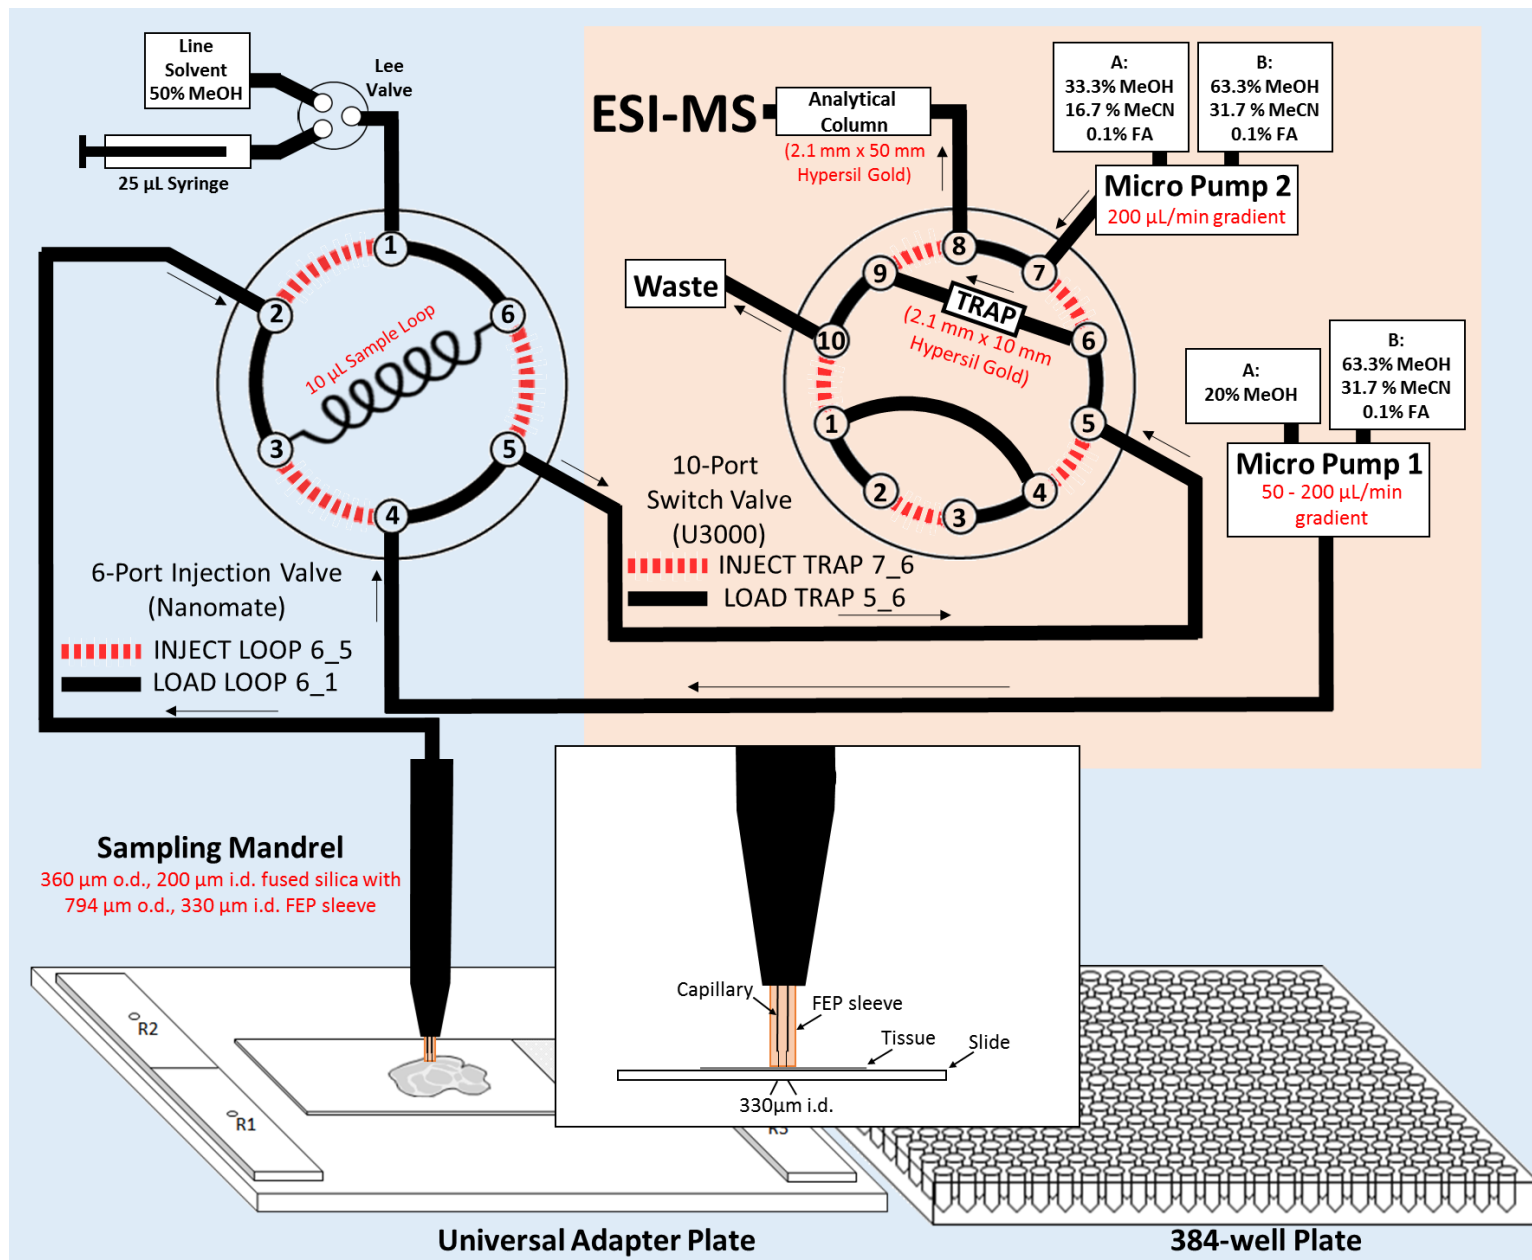 Line
Solvent
50% MeOH
Lee
Valve
25 µL Syringe
ESI-MS
Analytical
Column
(2.1 mm x 50 mm
Hypersil Gold)
A:
33.3% MeOH
16.7 % MeCN
0.1% FA
B:
63.3% MeOH
31.7 % MeCN
0.1% FA
Micro Pump 2
200 µL/min gradient
1
2
3
4
5
6
10 µL Sample Loop
Waste
8
7
9
10
6
5
4
3
2
1
TRAP
(2.1 mm x 10 mm
Hypersil Gold)
A:
20% MeOH
B:
63.3% MeOH
31.7 % MeCN
0.1% FA
Micro Pump 1
50 - 200 µL/min
gradient
10-Port
Switch Valve
(U3000)
INJECT TRAP 7_6
LOAD TRAP 5_6
6-Port Injection Valve
(Nanomate)
INJECT LOOP 6_5
LOAD LOOP 6_1
Sampling Mandrel
360 µm o.d., 200 µm i.d. fused silica with
794 µm o.d., 330 µm i.d. FEP sleeve
Capillary
FEP sleeve
Tissue
Slide
330µm i.d.
R2
R1
R3
Universal Adapter Plate
384-well Plate